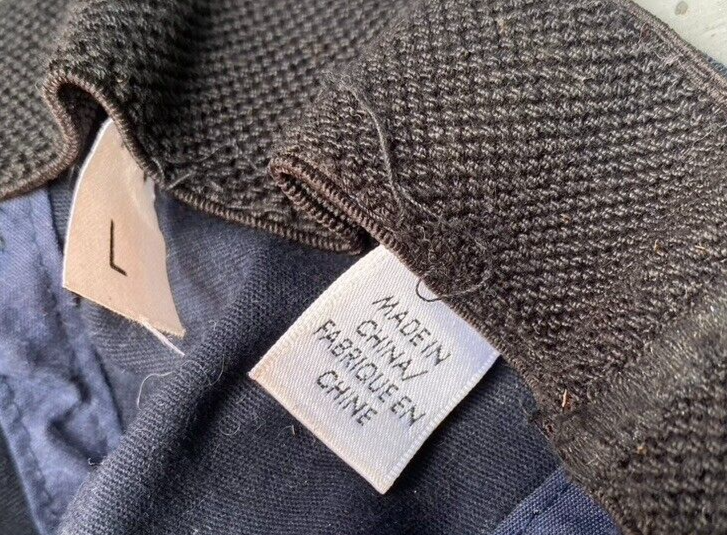 L
MADE IN
CHINA/
FABRIQUE EN
CHINE